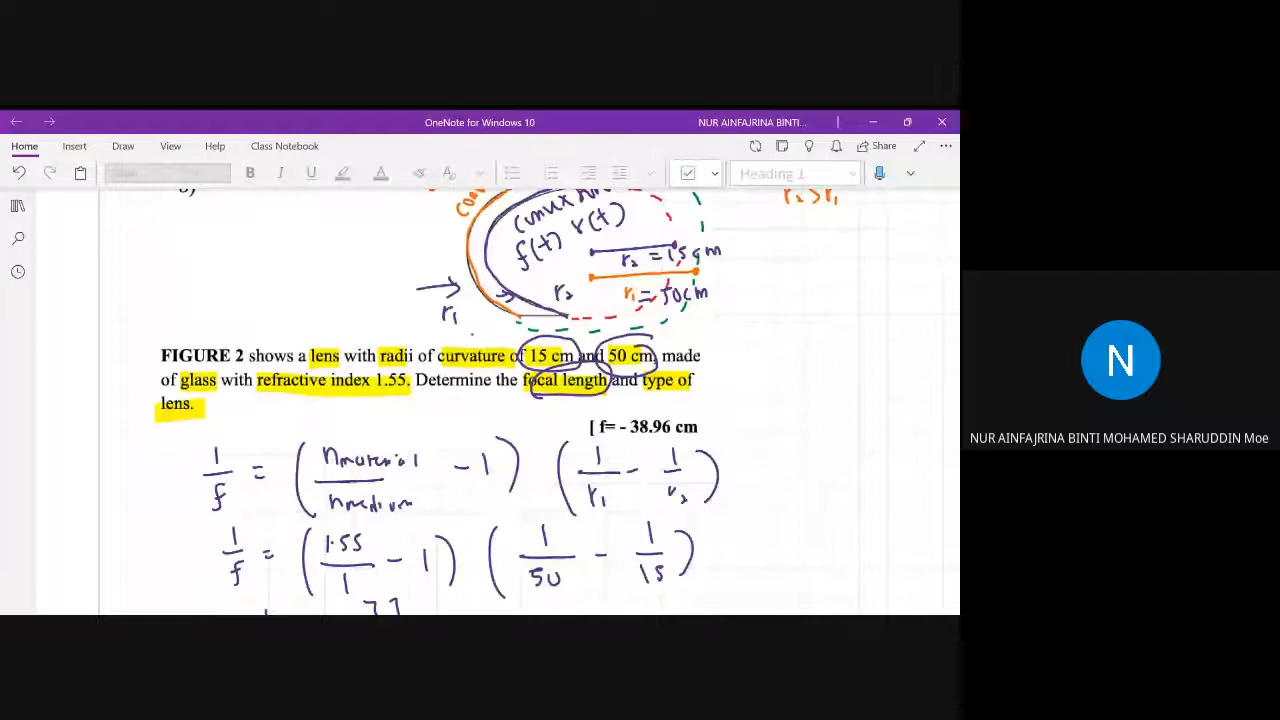 OneNote for Windows 10
NUR AINFAJRINA BINTI...
Home Insert Draw View Help Class Notebook
Share
B I U A
Heading 1
r₂ > r₁
f(+) r(+)
r₂ = 15 cm
r₂
r₁ = 50 cm
r₁
FIGURE 2 shows a lens with radii of curvature of 15 cm and 50 cm, made
of glass with refractive index 1.55. Determine the focal length and type of
lens.
[ f= - 38.96 cm
1/f = (nmaterial/nmedium - 1) (1/r₁ - 1/r₂)
1/f = (1.55/1 - 1) (1/50 - 1/15)
N
NUR AINFAJRINA BINTI MOHAMED SHARUDDIN Moe